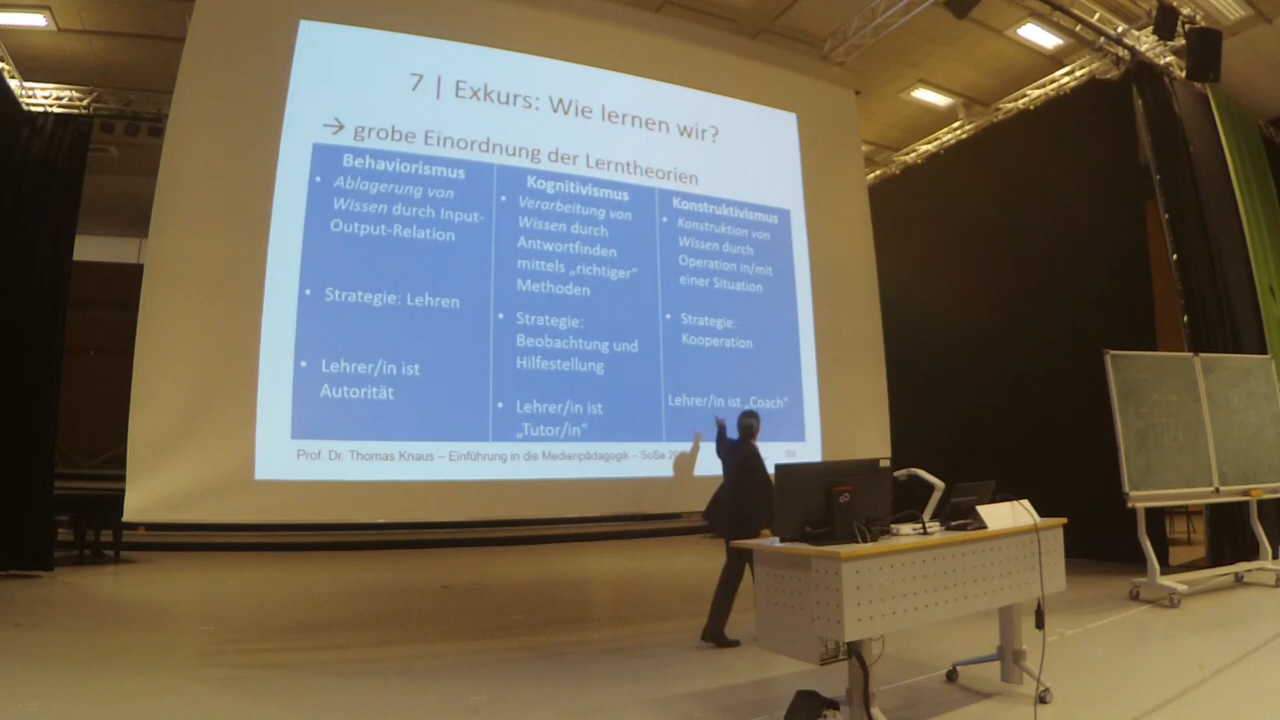 7 | Exkurs: Wie lernen wir?
→ grobe Einordnung der Lerntheorien
Behaviorismus
• Ablagerung von
Wissen durch Input-
Output-Relation
• Strategie: Lehren
• Lehrer/in ist
Autorität
Kognitivismus
• Verarbeitung von
Wissen durch
Antwortfinden
mittels „richtiger“
Methoden
• Strategie:
Beobachtung und
Hilfestellung
• Lehrer/in ist
„Tutor/in“
Konstruktivismus
• Konstruktion von
Wissen durch
Operation in/mit
einer Situation
• Strategie:
Kooperation
Lehrer/in ist „Coach“
Prof. Dr. Thomas Knaus – Einführung in die Medienpädagogik – SoSe